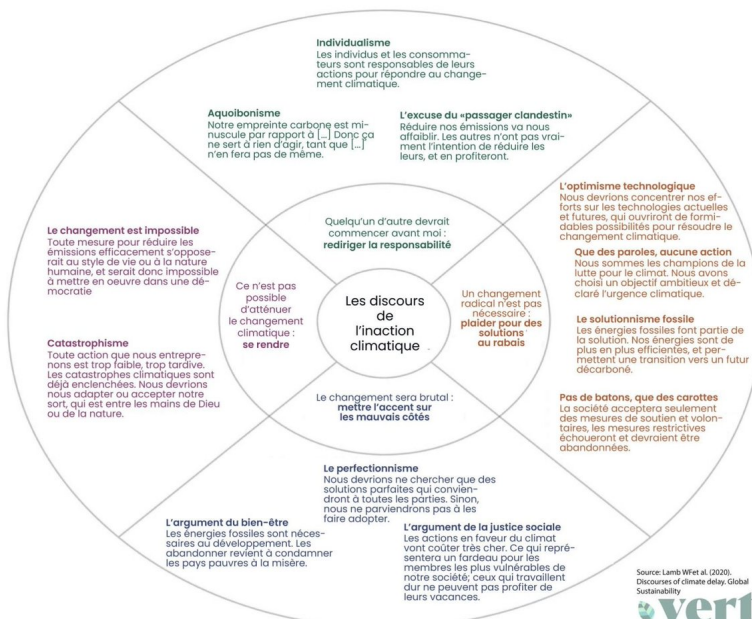 Individualisme
Les individus et les consomma-
teurs sont responsables de leurs
actions pour répondre au change-
ment climatique.
Aquoibonisme
Notre empreinte carbone est mi-
nuscule par rapport à [...] Donc ça
ne sert à rien d'agir, tant que [...]
n'en fera pas de même.
L'excuse du «passager clandestin»
Réduire nos émissions va nous
affaiblir. Les autres n'ont pas vrai-
ment l'intention de réduire les
leurs, et en profiteront.
L'optimisme technologique
Nous devrions concentrer nos ef-
forts sur les technologies actuelles
et futures, qui ouvriront de formi-
dables possibilités pour résoudre le
changement climatique.
Que des paroles, aucune action
Nous sommes les champions de la
lutte pour le climat. Nous avons
choisi un objectif ambitieux et dé-
claré l'urgence climatique.
Le solutionnisme fossile
Les énergies fossiles font partie de
la solution. Nos énergies sont de
plus en plus efficientes, et per-
mettent une transition vers un futur
décarboné.
Pas de batons, que des carottes
La société acceptera seulement
des mesures de soutien et volon-
taires, les mesures restrictives
échoueront et devraient être
abandonnées.
Le changement est impossible
Toute mesure pour réduire les
émissions efficacement s'oppose-
rait au style de vie ou à la nature
humaine, et serait donc impossible
à mettre en oeuvre dans une dé-
mocratie
Catastrophisme
Toute action que nous entrepre-
nons est trop faible, trop tardive.
Les catastrophes climatiques sont
déjà enclenchées. Nous devrions
nous adapter ou accepter notre
sort, qui est entre les mains de Dieu
ou de la nature.
Quelqu'un d'autre devrait
commencer avant moi :
rediriger la responsabilité
Ce n'est pas
possible
d'atténuer
le changement
climatique :
se rendre
Les discours
de
l'inaction
climatique
Un changement
radical n'est pas
nécessaire :
plaider pour des
solutions
au rabais
Le changement sera brutal :
mettre l'accent sur
les mauvais côtés
Le perfectionnisme
Nous devrions ne chercher que des
solutions parfaites qui convien-
dront à toutes les parties. Sinon,
nous ne parviendrons pas à les
faire adopter.
L'argument du bien-être
Les énergies fossiles sont néces-
saires au développement. Les
abandonner revient à condamner
les pays pauvres à la misère.
L'argument de la justice sociale
Les actions en faveur du climat
vont coûter très cher. Ce qui repré-
sentera un fardeau pour les
membres les plus vulnérables de
notre société; ceux qui travaillent
dur ne peuvent pas profiter de
leurs vacances.
Source: Lamb WFet al. (2020).
Discourses of climate delay. Global
Sustainability
vert